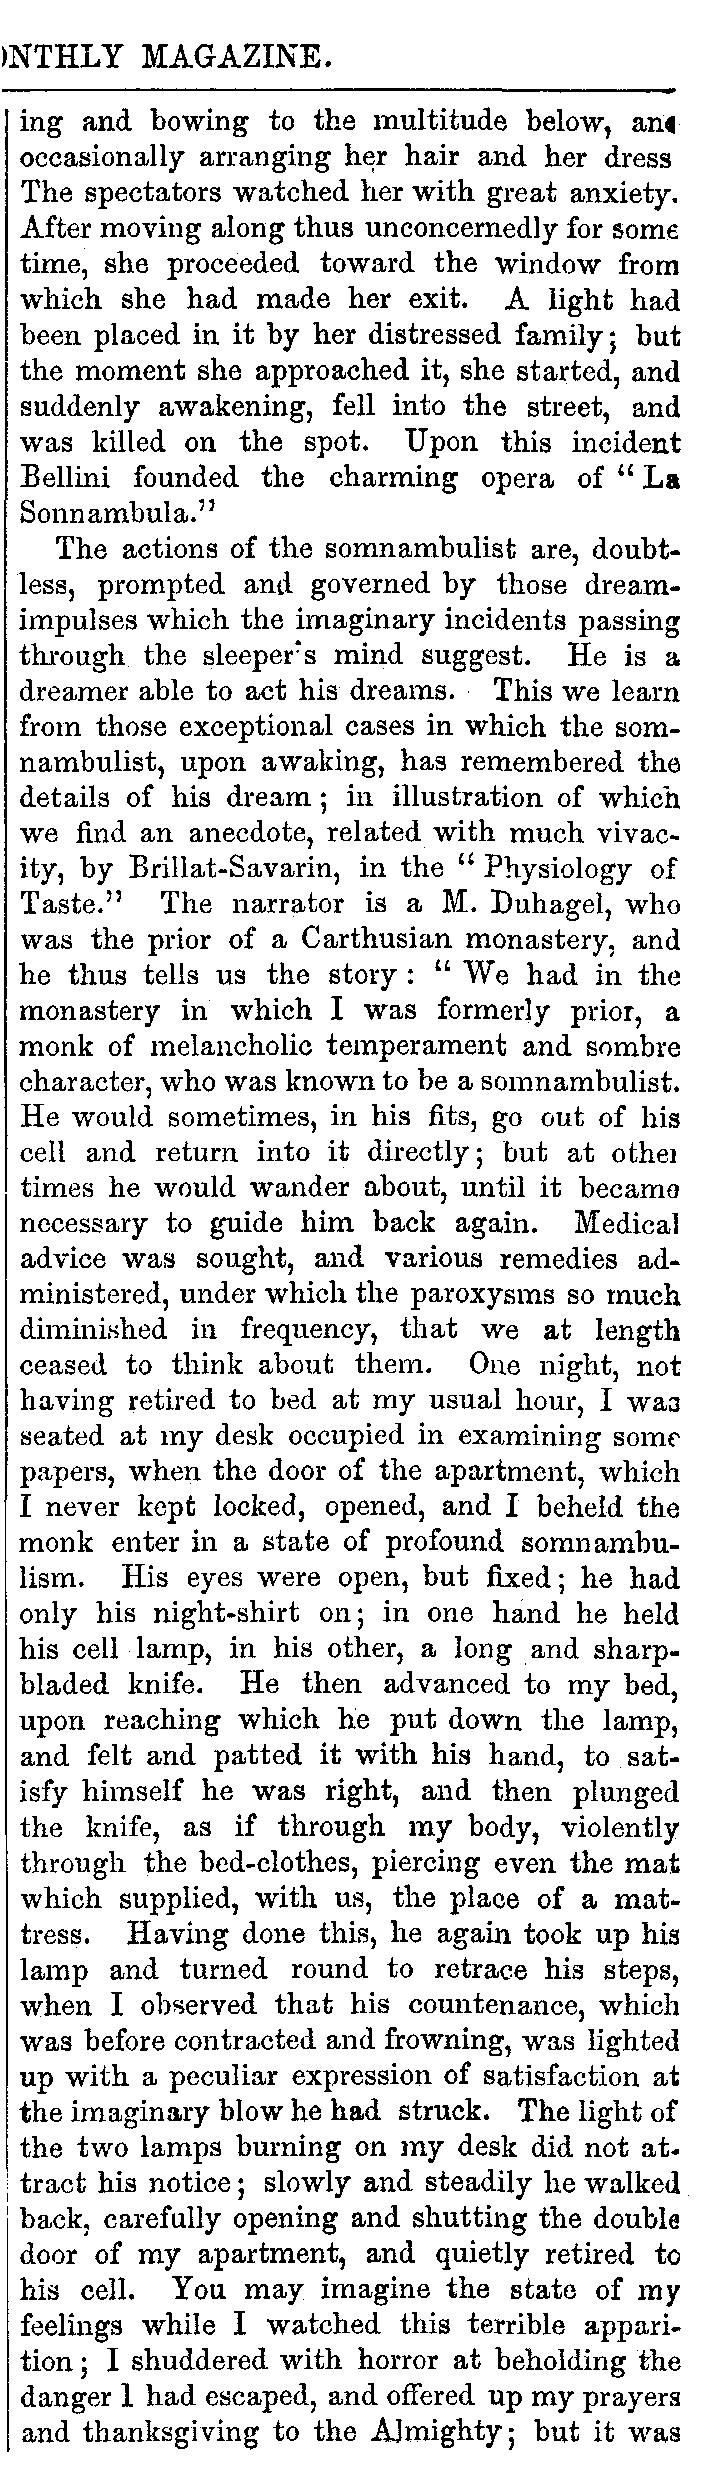 ONTHLY MAGAZINE.
ing and bowing to the multitude below, and
occasionally arranging her hair and her dress
The spectators watched her with great anxiety.
After moving along thus unconcernedly for some
time, she proceeded toward the window from
which she had made her exit. A light had
been placed in it by her distressed family; but
the moment she approached it, she started, and
suddenly awakening, fell into the street, and
was killed on the spot. Upon this incident
Bellini founded the charming opera of “La
Sonnambula.”
The actions of the somnambulist are, doubt-
less, prompted and governed by those dream-
impulses which the imaginary incidents passing
through the sleeper's mind suggest. He is a
dreamer able to act his dreams. This we learn
from those exceptional cases in which the som-
nambulist, upon awaking, has remembered the
details of his dream; in illustration of which
we find an anecdote, related with much vivac-
ity, by Brillat-Savarin, in the “Physiology of
Taste.” The narrator is a M. Duhagel, who
was the prior of a Carthusian monastery, and
he thus tells us the story: “We had in the
monastery in which I was formerly prior, a
monk of melancholic temperament and sombre
character, who was known to be a somnambulist.
He would sometimes, in his fits, go out of his
cell and return into it directly; but at other
times he would wander about, until it became
necessary to guide him back again. Medical
advice was sought, and various remedies ad-
ministered, under which the paroxysms so much
diminished in frequency, that we at length
ceased to think about them. One night, not
having retired to bed at my usual hour, I was
seated at my desk occupied in examining some
papers, when the door of the apartment, which
I never kept locked, opened, and I beheld the
monk enter in a state of profound somnambu-
lism. His eyes were open, but fixed; he had
only his night-shirt on; in one hand he held
his cell lamp, in his other, a long and sharp-
bladed knife. He then advanced to my bed,
upon reaching which he put down the lamp,
and felt and patted it with his hand, to sat-
isfy himself he was right, and then plunged
the knife, as if through my body, violently
through the bed-clothes, piercing even the mat
which supplied, with us, the place of a mat-
tress. Having done this, he again took up his
lamp and turned round to retrace his steps,
when I observed that his countenance, which
was before contracted and frowning, was lighted
up with a peculiar expression of satisfaction at
the imaginary blow he had struck. The light of
the two lamps burning on my desk did not at-
tract his notice; slowly and steadily he walked
back, carefully opening and shutting the double
door of my apartment, and quietly retired to
his cell. You may imagine the state of my
feelings while I watched this terrible appari-
tion; I shuddered with horror at beholding the
danger I had escaped, and offered up my prayers
and thanksgiving to the Almighty; but it was